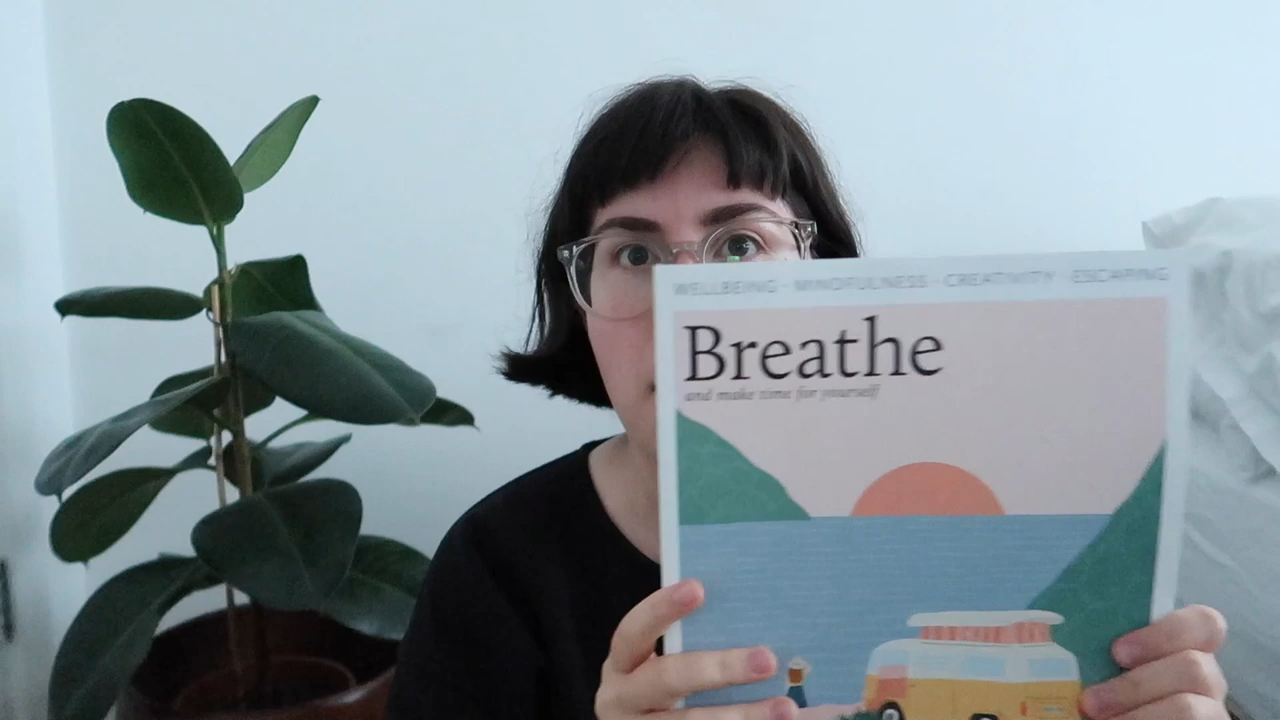 WELLBEING · MINDFULNESS · CREATIVITY · ESCAPING
Breathe
and make time for yourself